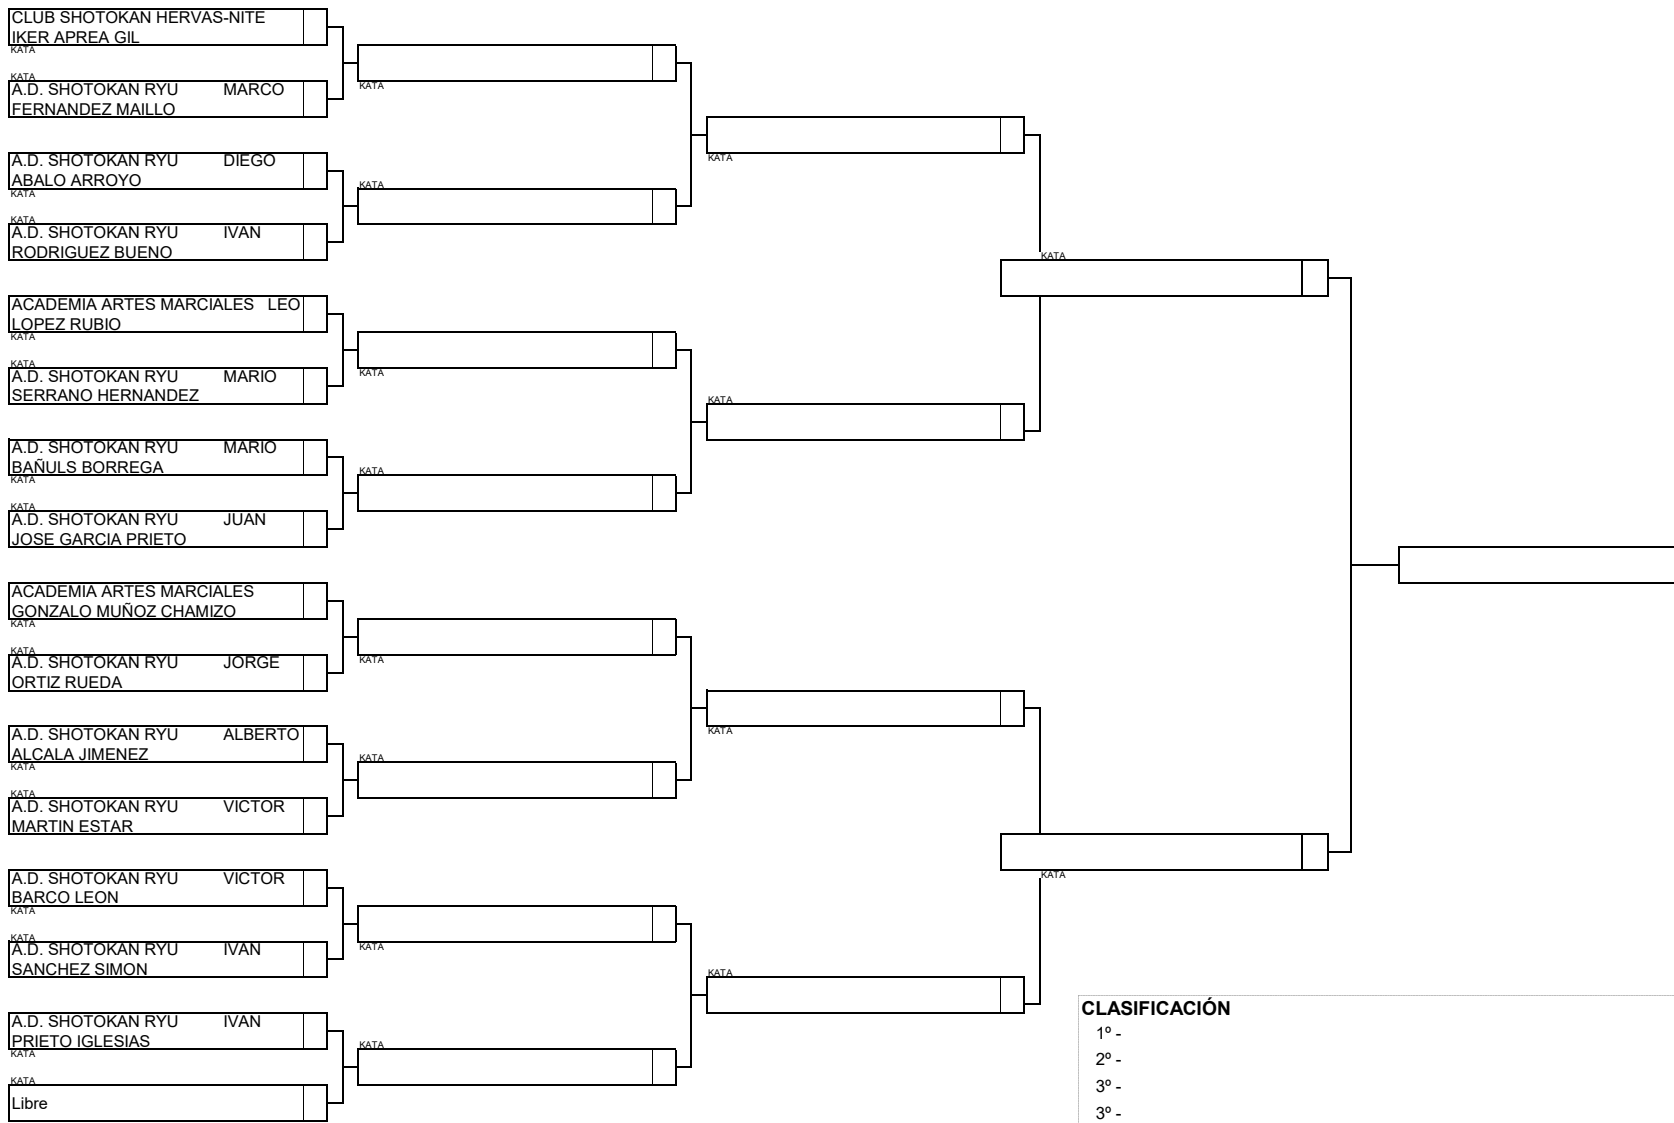 CLUB SHOTOKAN HERVAS-NITE
IKER APREA GIL
KATA
KATA
A.D. SHOTOKAN RYU MARCO
FERNANDEZ MAILLO
A.D. SHOTOKAN RYU DIEGO
ABALO ARROYO
KATA
KATA
A.D. SHOTOKAN RYU IVAN
RODRIGUEZ BUENO
ACADEMIA ARTES MARCIALES LEO
LOPEZ RUBIO
KATA
KATA
A.D. SHOTOKAN RYU MARIO
SERRANO HERNANDEZ
A.D. SHOTOKAN RYU MARIO
BAÑULS BORREGA
KATA
KATA
A.D. SHOTOKAN RYU JUAN
JOSE GARCIA PRIETO
ACADEMIA ARTES MARCIALES
GONZALO MUÑOZ CHAMIZO
KATA
KATA
A.D. SHOTOKAN RYU JORGE
ORTIZ RUEDA
A.D. SHOTOKAN RYU ALBERTO
ALCALA JIMENEZ
KATA
KATA
A.D. SHOTOKAN RYU VICTOR
MARTIN ESTAR
A.D. SHOTOKAN RYU VICTOR
BARCO LEON
KATA
KATA
A.D. SHOTOKAN RYU IVAN
SANCHEZ SIMON
A.D. SHOTOKAN RYU IVAN
PRIETO IGLESIAS
KATA
KATA
Libre
KATA
KATA
KATA
KATA
KATA
KATA
KATA
KATA
KATA
KATA
KATA
KATA
KATA
KATA
CLASIFICACIÓN
1º -
2º -
3º -
3º -